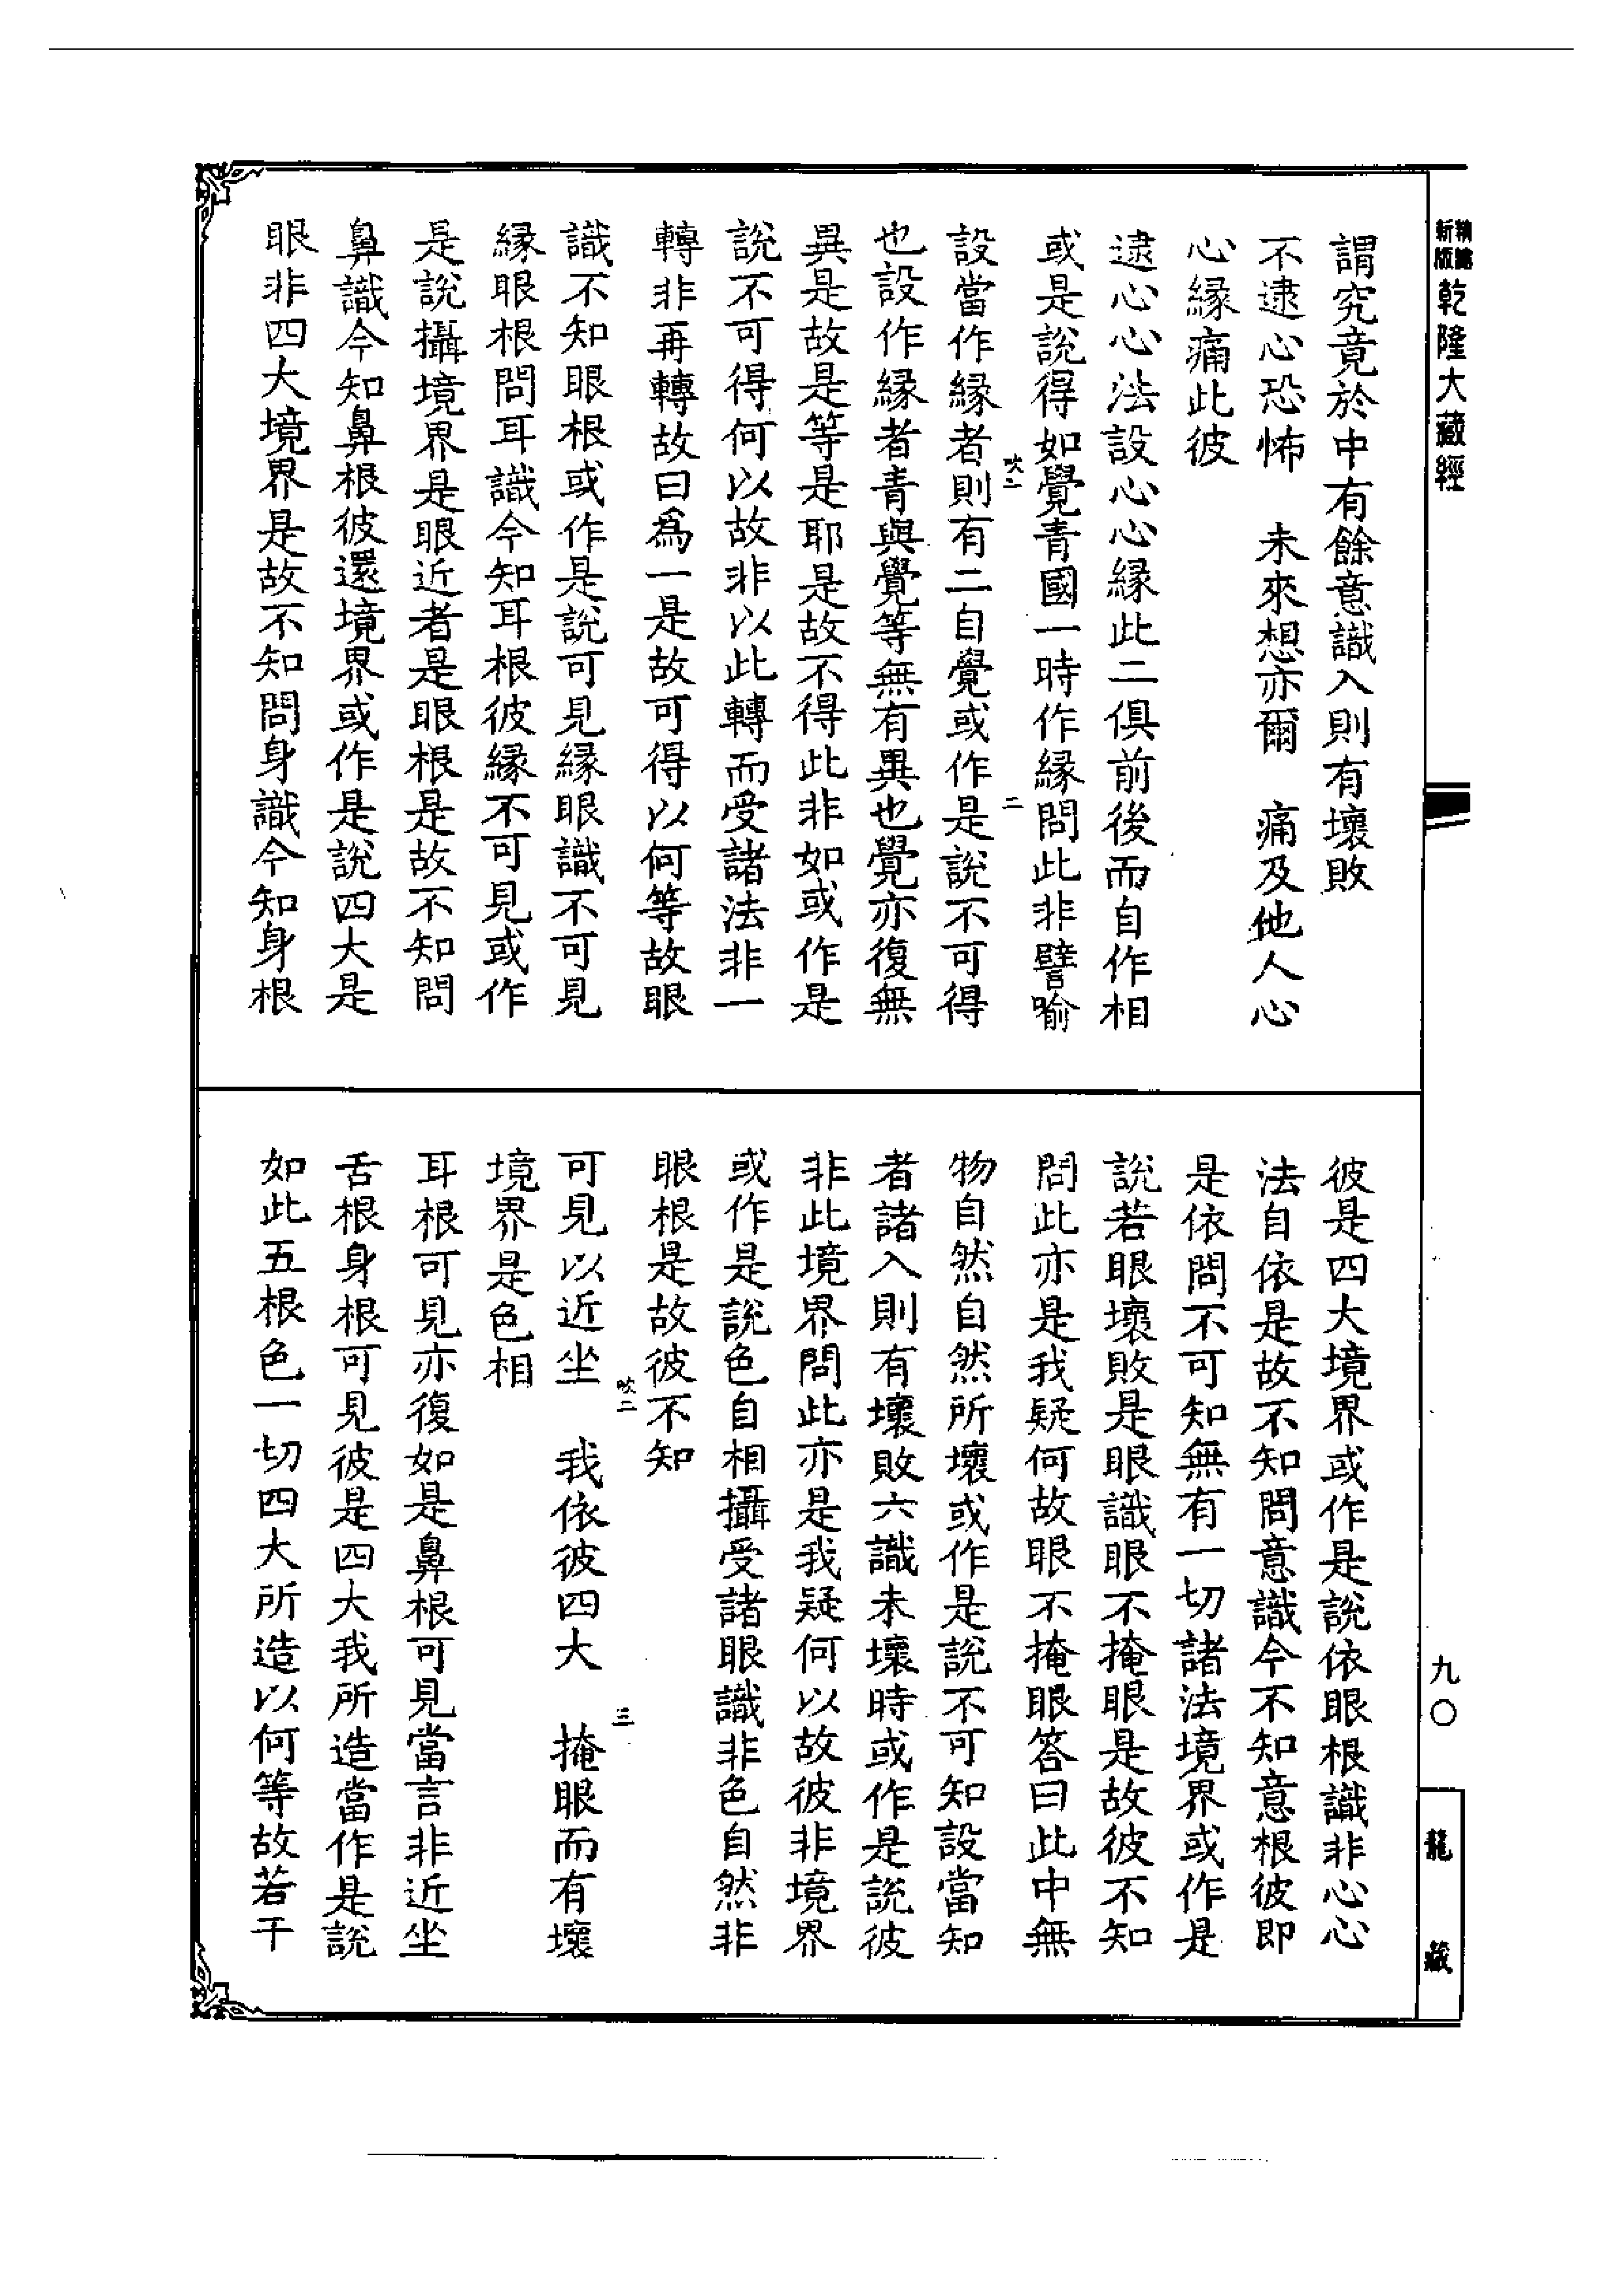 新版
精縮
乾隆大藏經
謂究竟於中有餘意識入則有壞敗
不逮心恐怖　未來想亦爾　痛及他人心
心緣痛此彼
逮心心法設心心緣此二俱前後而自作相
或是說得如覺青國一時作緣問此非譬喻
設當作緣者則有二自覺或作是說不可得
也設作緣者青與覺等無有異也覺亦復無
異是故是等是耶是故不得此非如或作是
說不可得何以故非以此轉而受諸法非一
轉非再轉故曰為一是故可得以何等故眼
識不知眼根或作是說可見緣眼識不可見
緣眼根問耳識今知耳根彼緣不可見或作
是說攝境界是眼近者是眼根是故不知問
鼻識今知鼻根彼還境界或作是說四大是
眼非四大境界是故不知問身識今知身根
二
彼是四大境界或作是說依眼根識非心心
法自依是故不知問意識今不知意根彼即
是依問不可知無有一切諸法境界或作是
說若眼壞敗是眼識眼不掩眼是故彼不知
問此亦是我疑何故眼不掩眼答曰此中無
物自然自然所壞或作是說不可知設當知
者諸入則有壞敗六識未壞時或作是說彼
非此境界問此亦是我疑何以故彼非境界
或作是說色自相攝受諸眼識非色自然非
眼根是故彼不知
可見以近坐　我依彼四大　掩眼而有壞
境界是色相
耳根可見亦復如是鼻根可見當言非近坐
舌根身根可見彼是四大我所造當作是說
如此五根色一切四大所造以何等故若干
三
九〇
龍藏